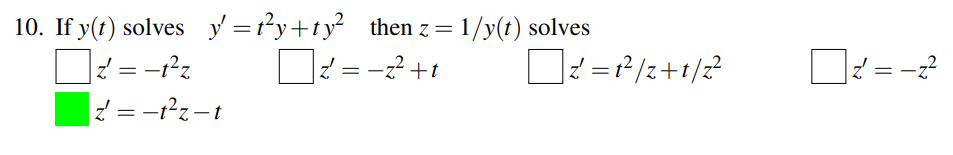 10. If y(t) solves y′ = t²y+ty² then z = 1/y(t) solves
z′ = −t²z z′ = −z² +t z′ = t²/z+t/z² z′ = −z²
z′ = −t²z−t